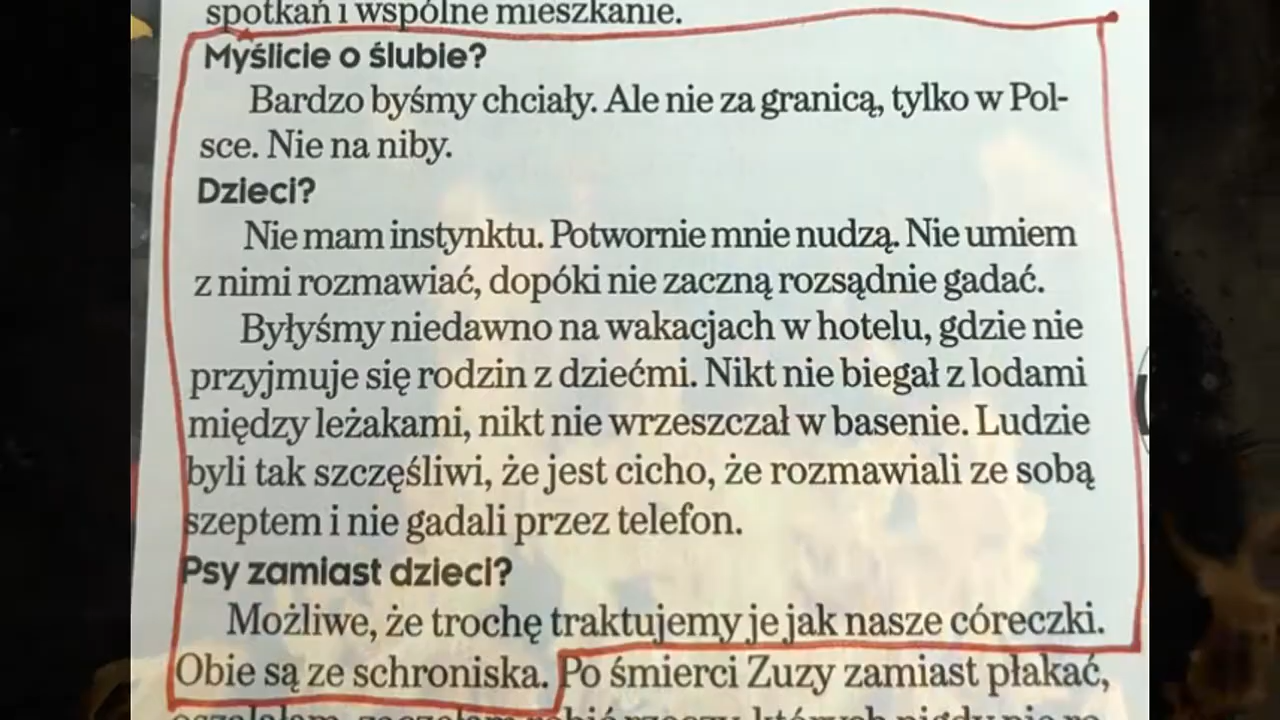 spotkań i wspólne mieszkanie.
Myślicie o ślubie?
Bardzo byśmy chciały. Ale nie za granicą, tylko w Pol-
sce. Nie na niby.
Dzieci?
Nie mam instynktu. Potwornie mnie nudzą. Nie umiem
z nimi rozmawiać, dopóki nie zaczną rozsądnie gadać.
Byłyśmy niedawno na wakacjach w hotelu, gdzie nie
przyjmuje się rodzin z dziećmi. Nikt nie biegał z lodami
między leżakami, nikt nie wrzeszczał w basenie. Ludzie
byli tak szczęśliwi, że jest cicho, że rozmawiali ze sobą
szeptem i nie gadali przez telefon.
Psy zamiast dzieci?
Możliwe, że trochę traktujemy je jak nasze córeczki.
Obie są ze schroniska. Po śmierci Zuzy zamiast płakać,